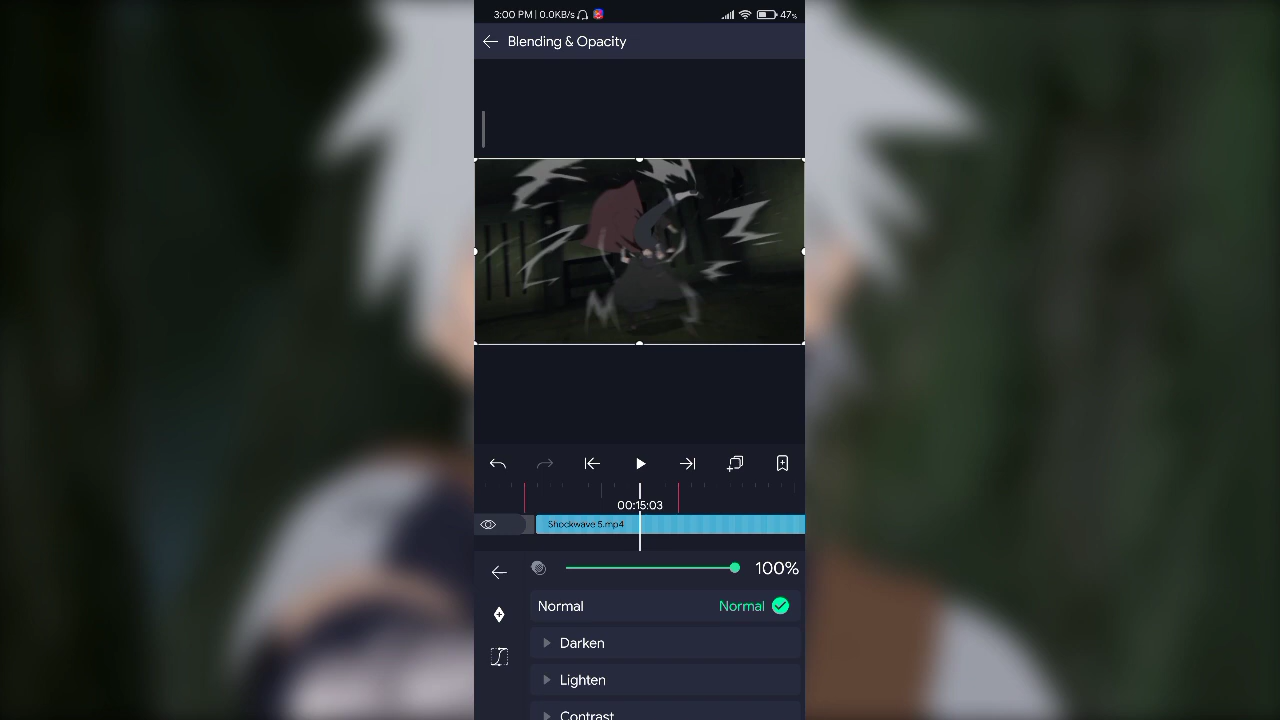 3:00 PM | 0.0KB/s 47%
Blending & Opacity
00:15:03
Shockwave 5.mp4
100%
Normal Normal
Darken
Lighten
Contrast